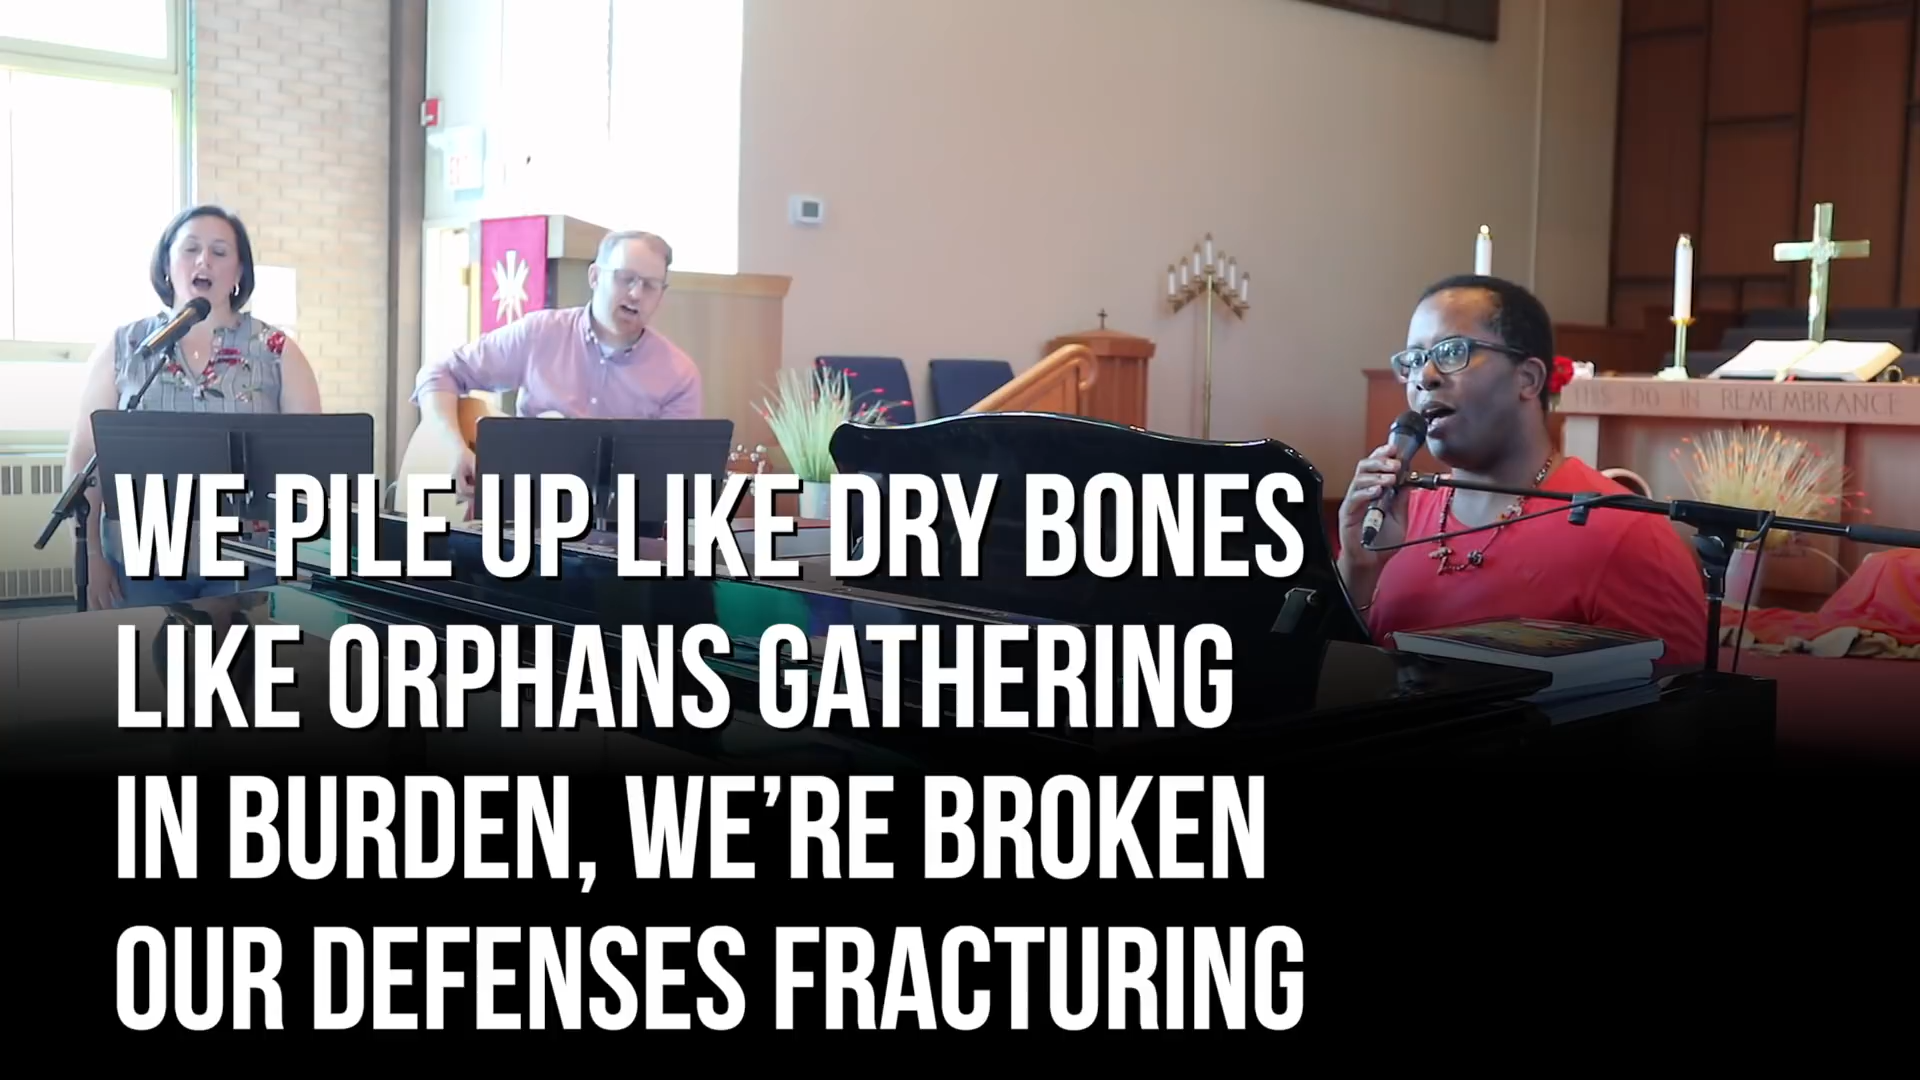 THIS DO IN REMEMBRANCE
WE PILE UP LIKE DRY BONES
LIKE ORPHANS GATHERING
IN BURDEN, WE'RE BROKEN
OUR DEFENSES FRACTURING